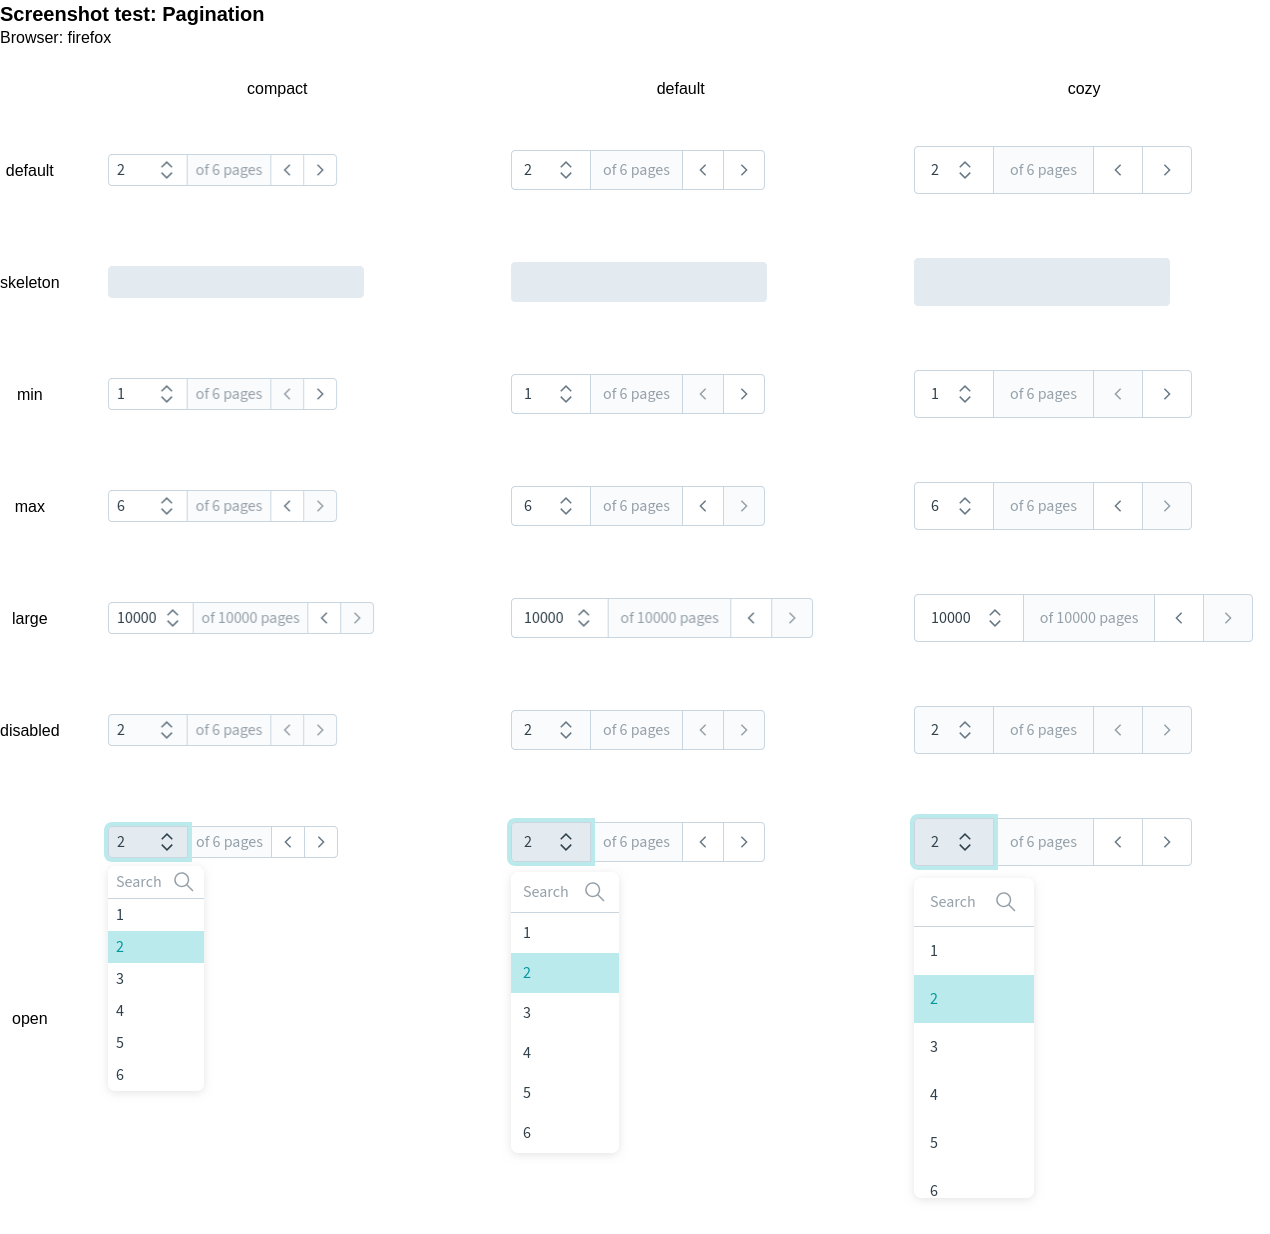 Screenshot test: Pagination
Browser: firefox
compact default cozy
default 2 of 6 pages 2 of 6 pages 2 of 6 pages
skeleton
min 1 of 6 pages 1 of 6 pages 1 of 6 pages
max 6 of 6 pages 6 of 6 pages 6 of 6 pages
large 10000 of 10000 pages 10000 of 10000 pages 10000 of 10000 pages
disabled 2 of 6 pages 2 of 6 pages 2 of 6 pages
open
2 of 6 pages
Search
1
2
3
4
5
6
2 of 6 pages
Search
1
2
3
4
5
6
2 of 6 pages
Search
1
2
3
4
5
6